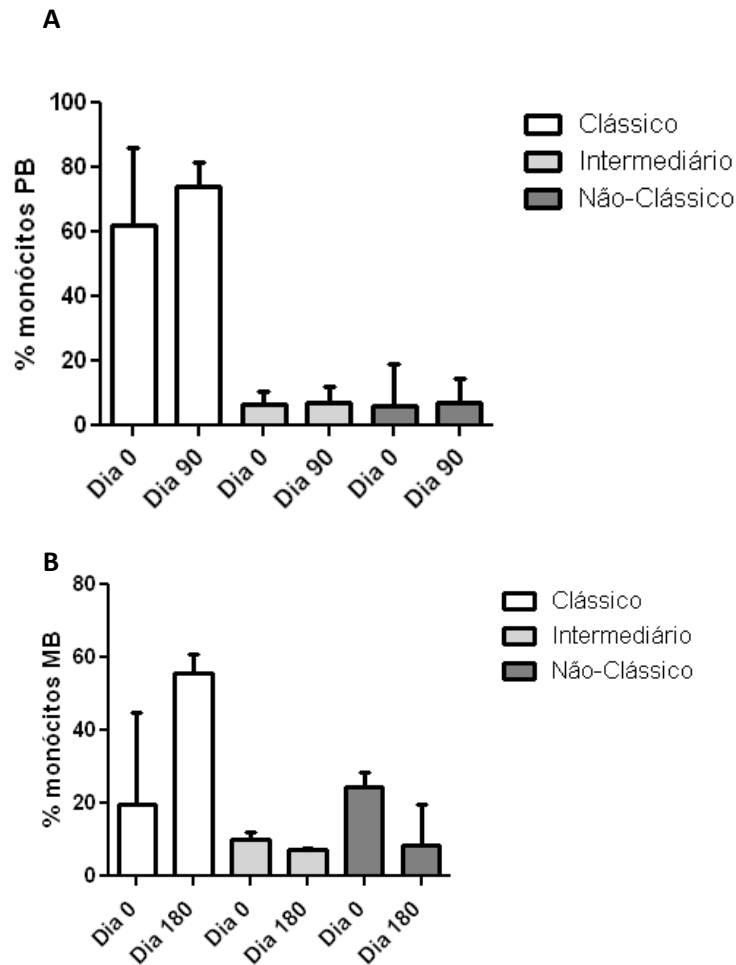 A
% monócitos PB
100
80
60
40
20
0
Dia 0
Dia 90
Dia 0
Dia 90
Dia 0
Dia 90
Clássico
Intermediário
Não-Clássico
B
% monócitos MB
80
60
40
20
0
Dia 0
Dia 180
Dia 0
Dia 180
Dia 0
Dia 180
Clássico
Intermediário
Não-Clássico